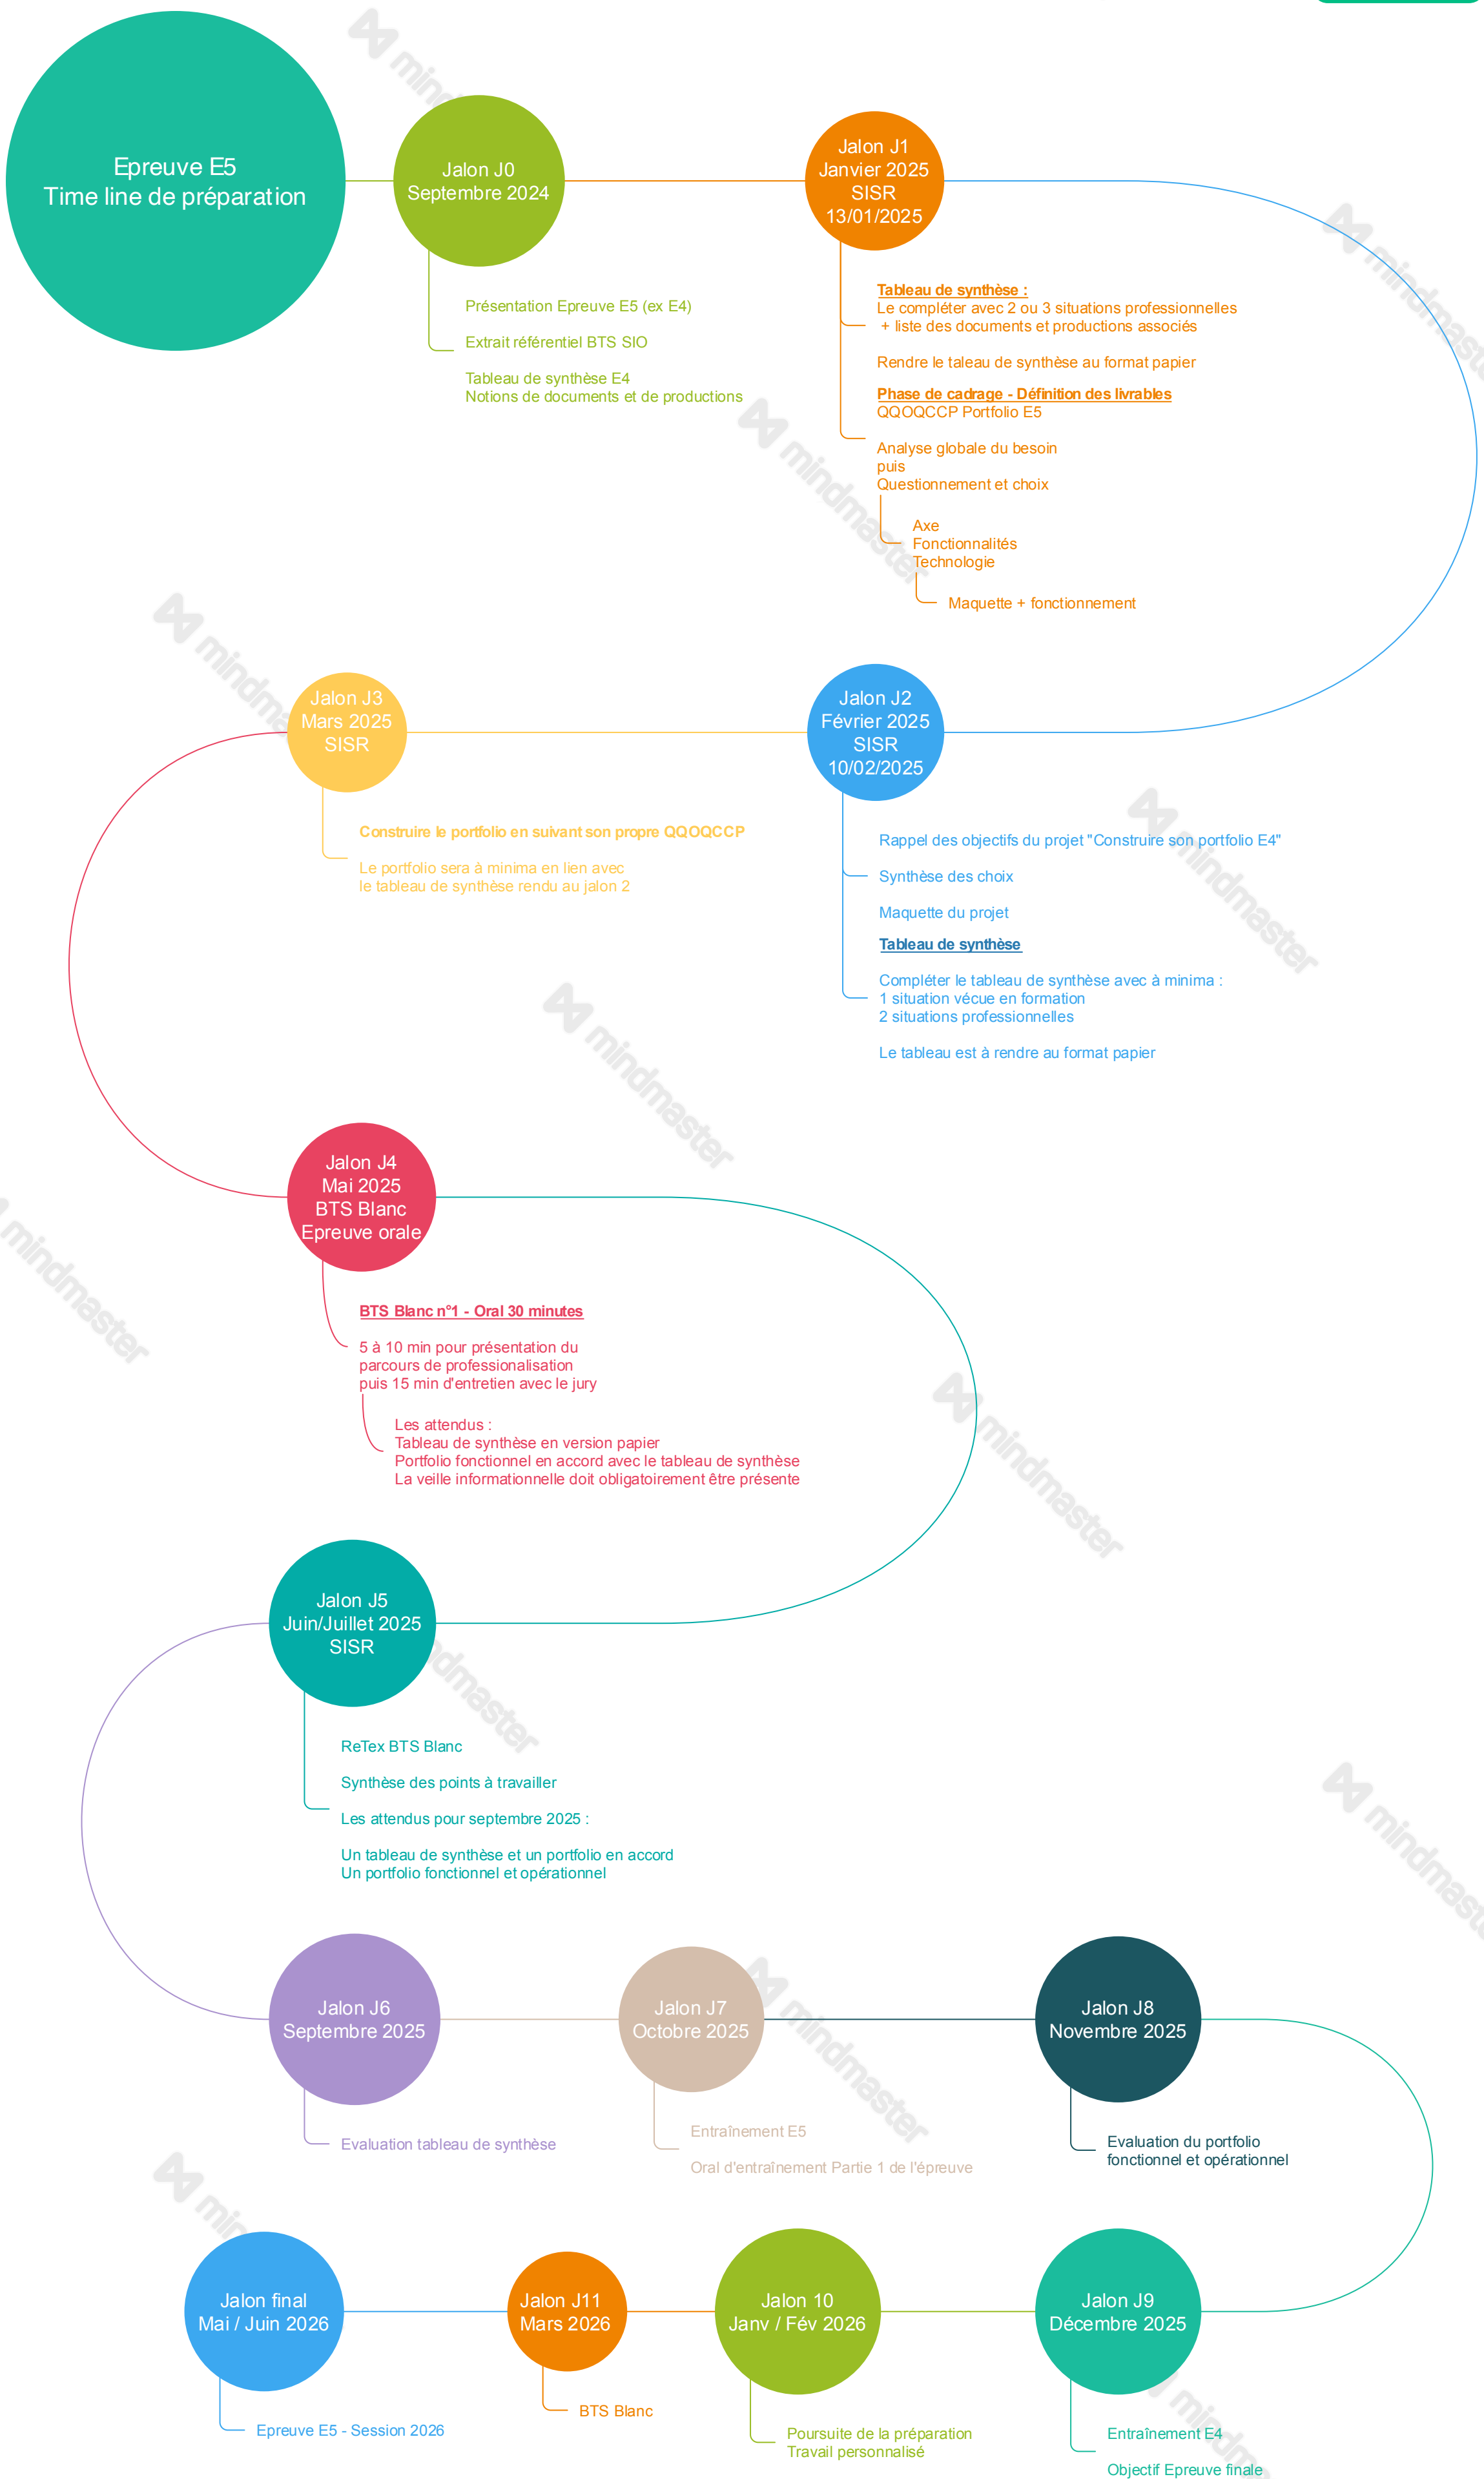 Epreuve E5
Time line de préparation
Jalon J0
Septembre 2024
Présentation Epreuve E5 (ex E4)
Extrait référentiel BTS SIO
Tableau de synthèse E4
Notions de documents et de productions
Jalon J1
Janvier 2025
SISR
13/01/2025
Tableau de synthèse :
Le compléter avec 2 ou 3 situations professionnelles
+ liste des documents et productions associés
Rendre le taleau de synthèse au format papier
Phase de cadrage - Définition des livrables
QQOQCCP Portfolio E5
Analyse globale du besoin
puis
Questionnement et choix
Axe
Fonctionnalités
Technologie
Maquette + fonctionnement
Jalon J2
Février 2025
SISR
10/02/2025
Rappel des objectifs du projet "Construire son portfolio E4"
Synthèse des choix
Maquette du projet
Tableau de synthèse
Compléter le tableau de synthèse avec à minima :
1 situation vécue en formation
2 situations professionnelles
Le tableau est à rendre au format papier
Jalon J3
Mars 2025
SISR
Construire le portfolio en suivant son propre QQOQCCP
Le portfolio sera à minima en lien avec
le tableau de synthèse rendu au jalon 2
Jalon J4
Mai 2025
BTS Blanc
Epreuve orale
BTS Blanc n°1 - Oral 30 minutes
5 à 10 min pour présentation du
parcours de professionalisation
puis 15 min d'entretien avec le jury
Les attendus :
Tableau de synthèse en version papier
Portfolio fonctionnel en accord avec le tableau de synthèse
La veille informationnelle doit obligatoirement être présente
Jalon J5
Juin/Juillet 2025
SISR
ReTex BTS Blanc
Synthèse des points à travailler
Les attendus pour septembre 2025 :
Un tableau de synthèse et un portfolio en accord
Un portfolio fonctionnel et opérationnel
Jalon J6
Septembre 2025
Evaluation tableau de synthèse
Jalon J7
Octobre 2025
Entraînement E5
Oral d'entraînement Partie 1 de l'épreuve
Jalon J8
Novembre 2025
Evaluation du portfolio
fonctionnel et opérationnel
Jalon J9
Décembre 2025
Entraînement E4
Objectif Epreuve finale
Jalon 10
Janv / Fév 2026
Poursuite de la préparation
Travail personnalisé
Jalon J11
Mars 2026
BTS Blanc
Jalon final
Mai / Juin 2026
Epreuve E5 - Session 2026
mindmaster
mindmaster
mindmaster
mindmaster
mindmaster
mindmaster
mindmaster
mindmaster